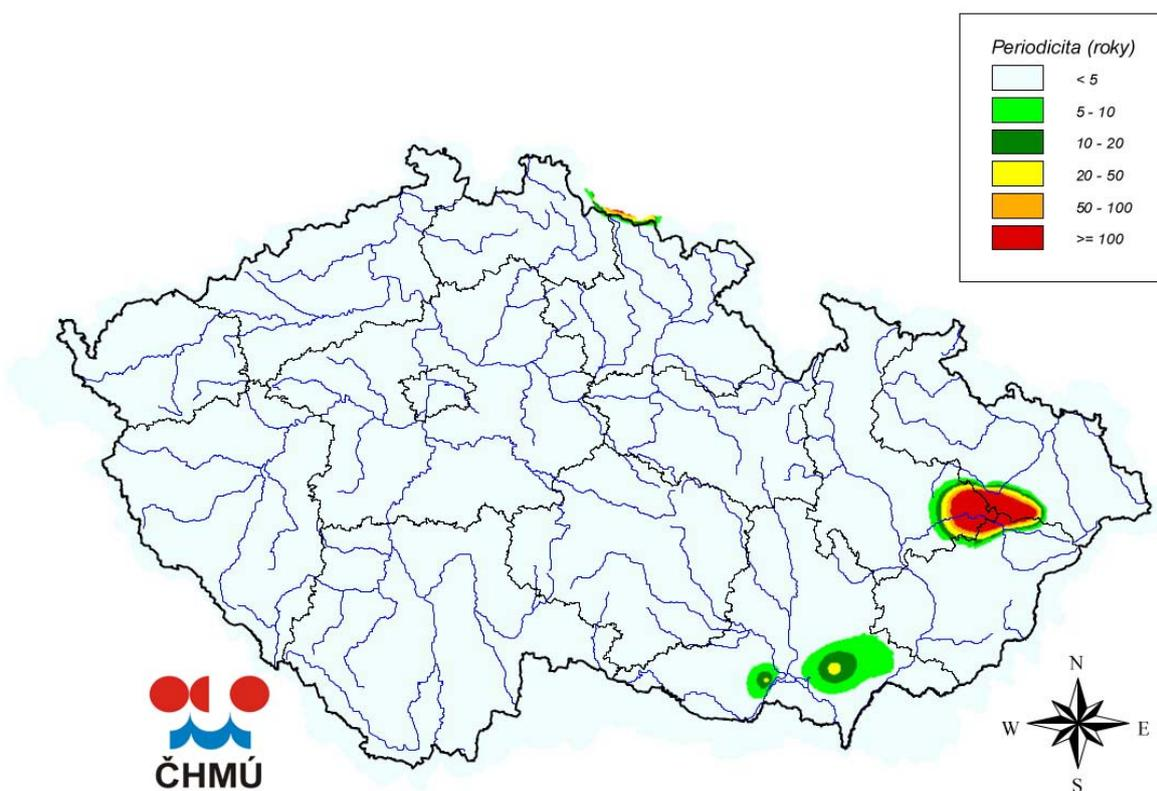 Periodicita (roky)
< 5
5 - 10
10 - 20
20 - 50
50 - 100
>= 100
ČHMÚ
N
W E
S